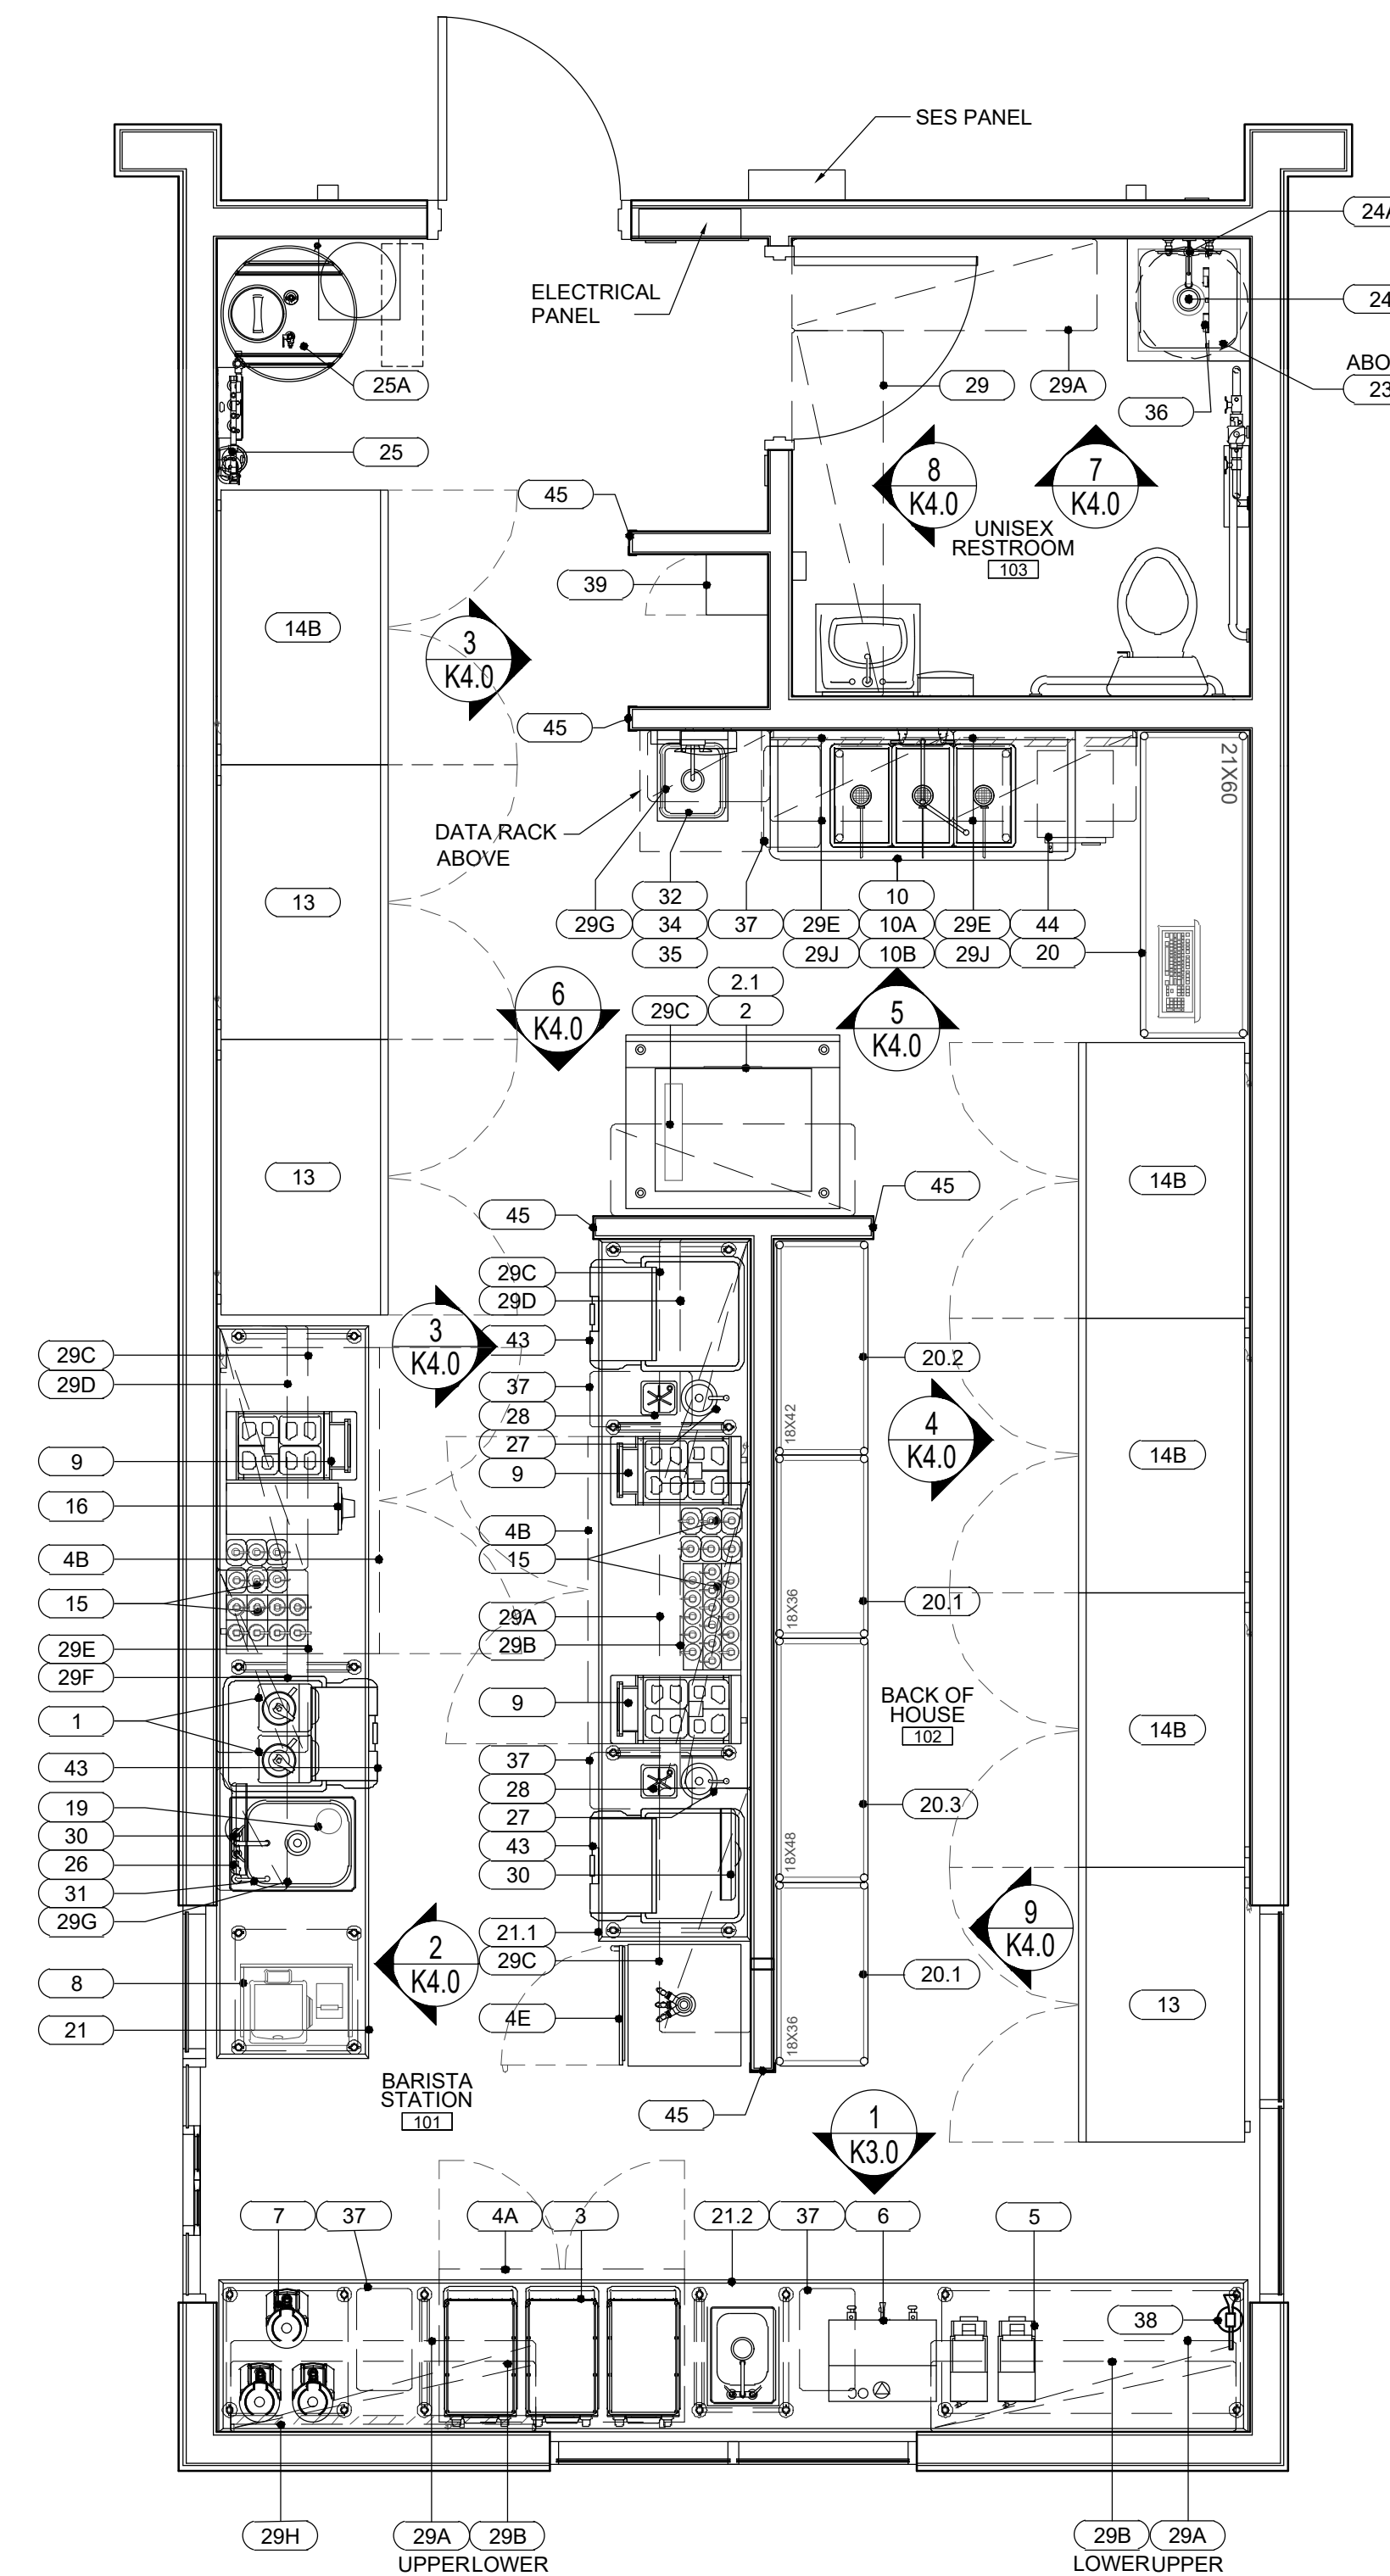 SES PANEL
24A
24
ABO
23
ELECTRICAL
PANEL
25A
29
29A
36
25
8
K4.0
7
K4.0
45
UNISEX
RESTROOM
103
39
14B
3
K4.0
45
21X60
DATA RACK
ABOVE
13
32
10
29G
34
37
29E
10A
29E
44
35
29J
10B
29J
20
6
K4.0
2.1
29C
2
5
K4.0
13
14B
45
45
29C
29D
3
K4.0
43
29C
29D
20.2
37
28
18X42
4
K4.0
27
9
9
14B
16
4B
4B
15
15
18X36
20.1
29A
29E
29B
29F
9
BACK OF
HOUSE
102
1
14B
43
37
28
19
20.3
27
30
43
18X48
26
30
31
29G
21.1
9
K4.0
2
K4.0
29C
8
20.1
13
4E
21
18X36
BARISTA
STATION
101
45
1
K3.0
7
37
4A
3
21.2
37
6
5
38
29H
29A
29B
29B
29A
UPPER
LOWER
LOWER
UPPER